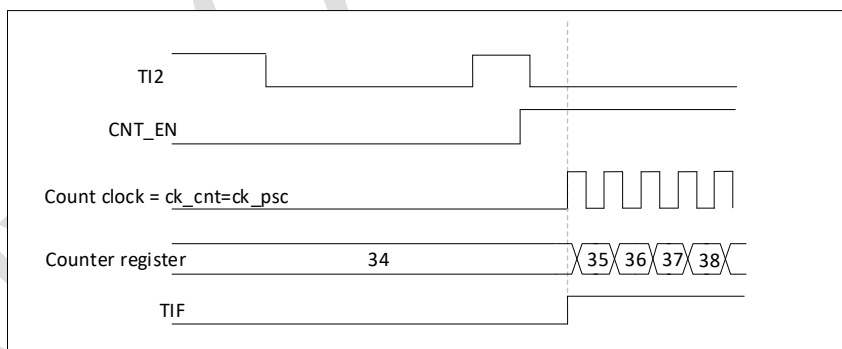 TI2
CNT_EN
Count clock = ck_cnt=ck_psc
Counter register 34 35 36 37 38
TIF